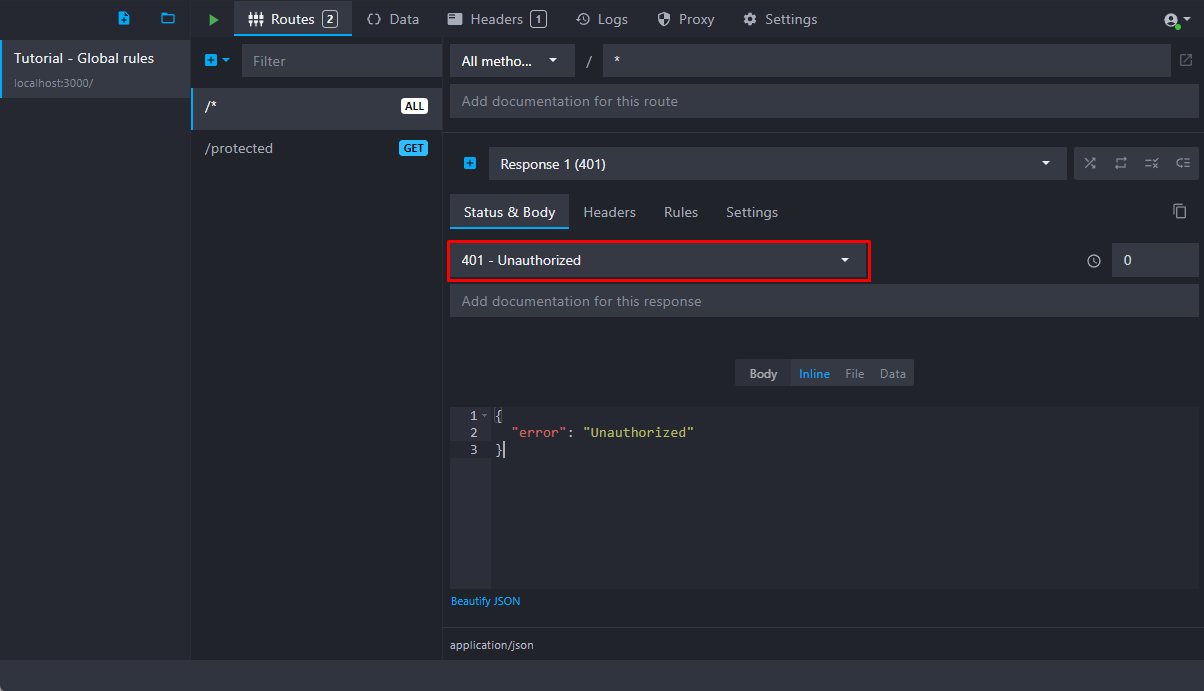 Routes 2 Data Headers 1 Logs Proxy Settings
Tutorial - Global rules
localhost:3000/
Filter
/* ALL
/protected GET
All metho... / *
Add documentation for this route
Response 1 (401)
Status & Body Headers Rules Settings
401 - Unauthorized 0
Add documentation for this response
Body Inline File Data
1 {
2 "error": "Unauthorized"
3 }
Beautify JSON
application/json